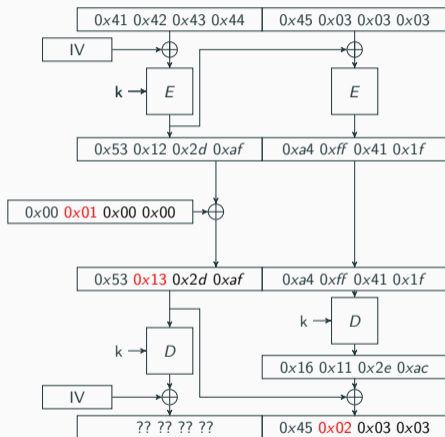 0x41 0x42 0x43 0x44 0x45 0x03 0x03 0x03
IV
k E E
0x53 0x12 0x2d 0xaf 0xa4 0xff 0x41 0x1f
0x00 0x01 0x00 0x00
0x53 0x13 0x2d 0xaf 0xa4 0xff 0x41 0x1f
k D
k D
0x16 0x11 0x2e 0xac
IV
?? ?? ?? ?? 0x45 0x02 0x03 0x03